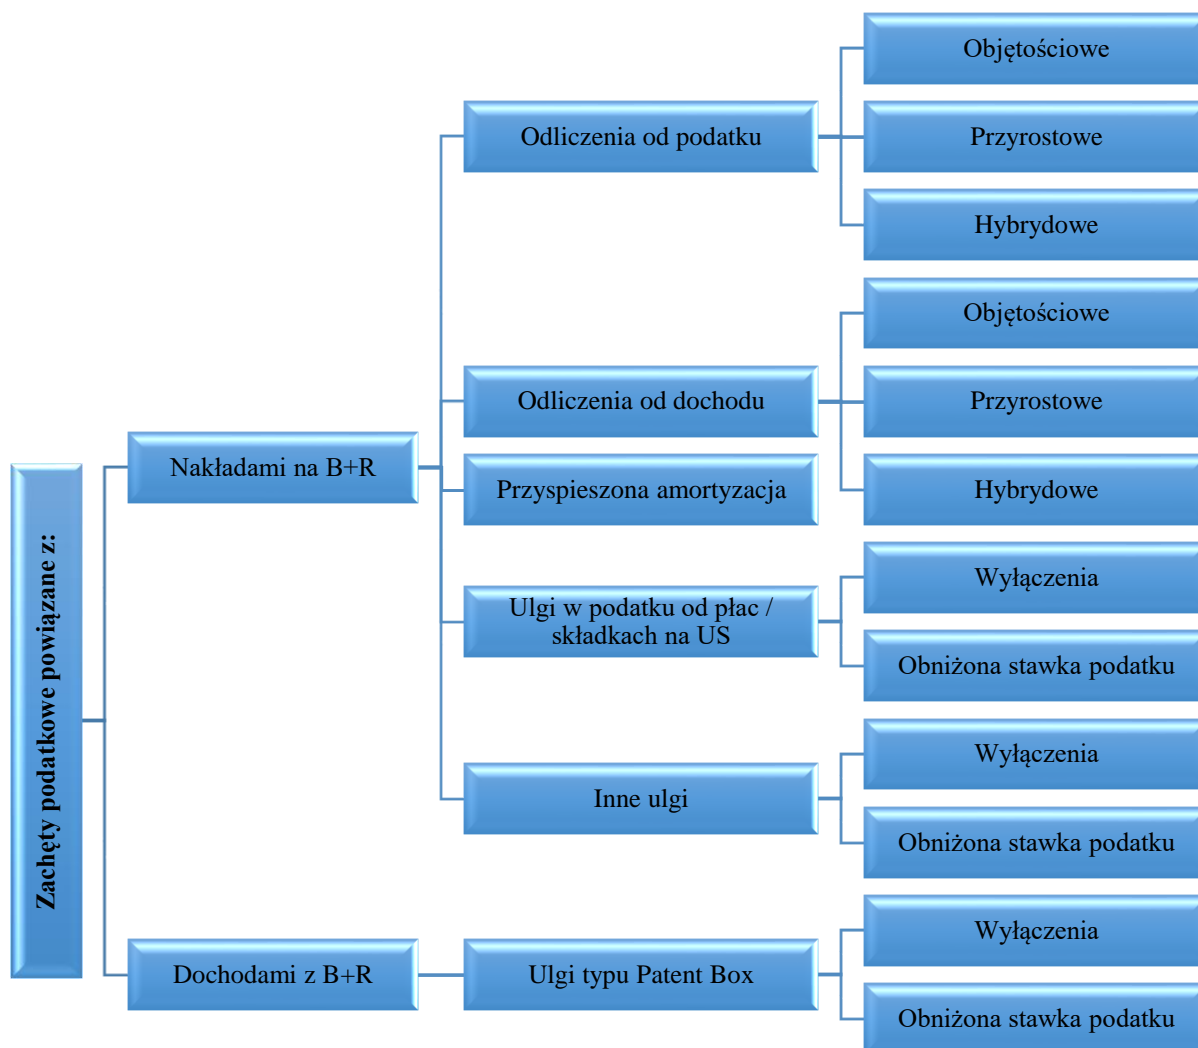 Zachęty podatkowe powiązane z:
Nakładami na B+R
Odliczenia od podatku
Objętościowe
Przyrostowe
Hybrydowe
Odliczenia od dochodu
Objętościowe
Przyrostowe
Hybrydowe
Przyspieszona amortyzacja
Ulgi w podatku od płac /
składkach na US
Wyłączenia
Obniżona stawka podatku
Inne ulgi
Wyłączenia
Obniżona stawka podatku
Dochodami z B+R
Ulgi typu Patent Box
Wyłączenia
Obniżona stawka podatku